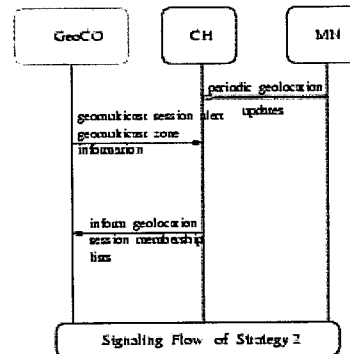 GeoCO CH MN
periodic geolocation
updates
geomulticast session alert
geomulticast zone
information
inform geolocation
session membership
lists
Signaling Flow of Strategy 2